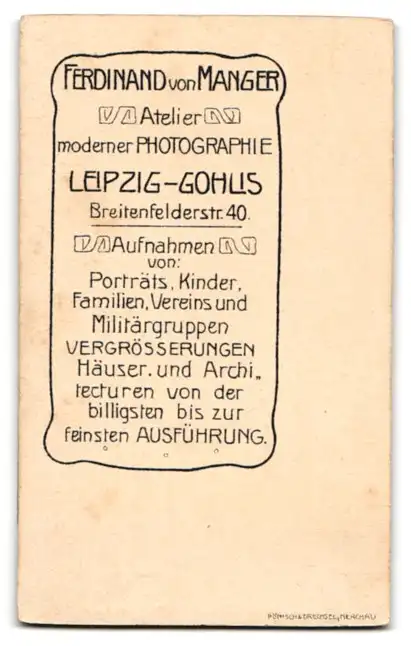 FERDINAND von MANGER
Atelier
moderner PHOTOGRAPHIE
LEIPZIG-GOHLIS
Breitenfelderstr. 40.
Aufnahmen
von:
Porträts, Kinder,
Familien, Vereins und
Militärgruppen
VERGRÖSSERUNGEN
Häuser. und Archi„
tecturen von der
billigsten bis zur
feinsten AUSFÜHRUNG.